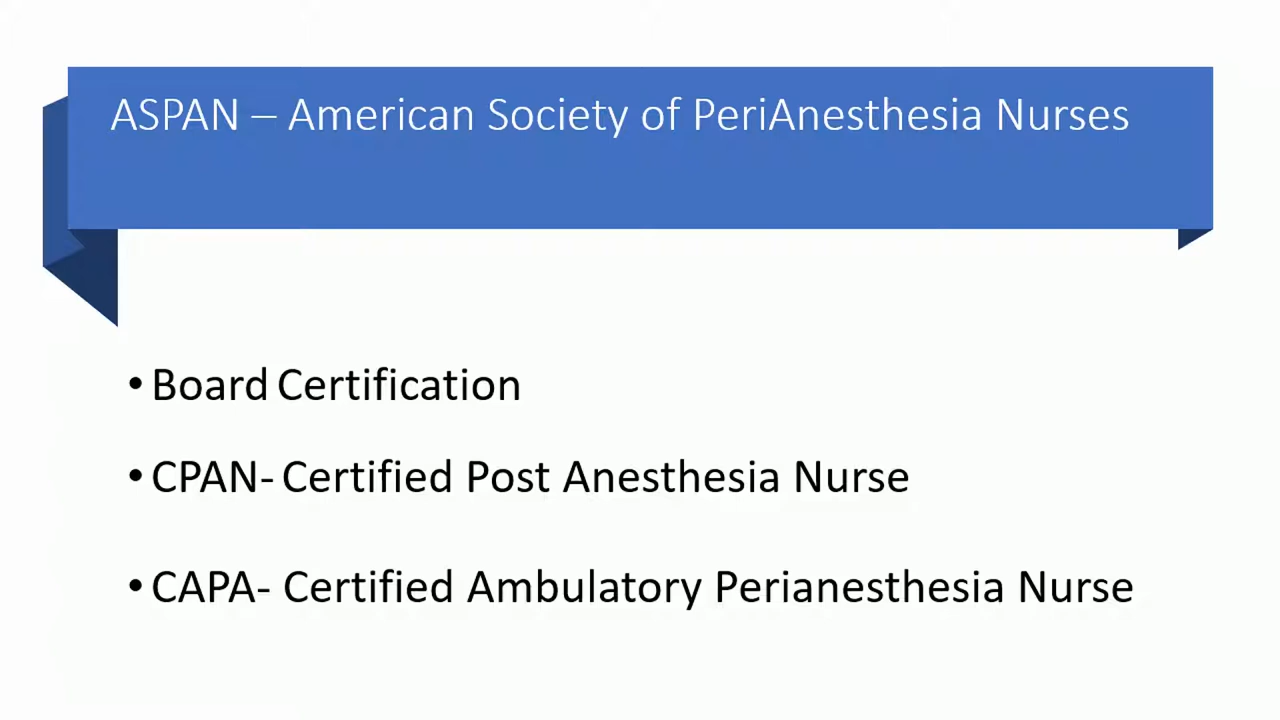 ASPAN – American Society of PeriAnesthesia Nurses
• Board Certification
• CPAN- Certified Post Anesthesia Nurse
• CAPA- Certified Ambulatory Perianesthesia Nurse